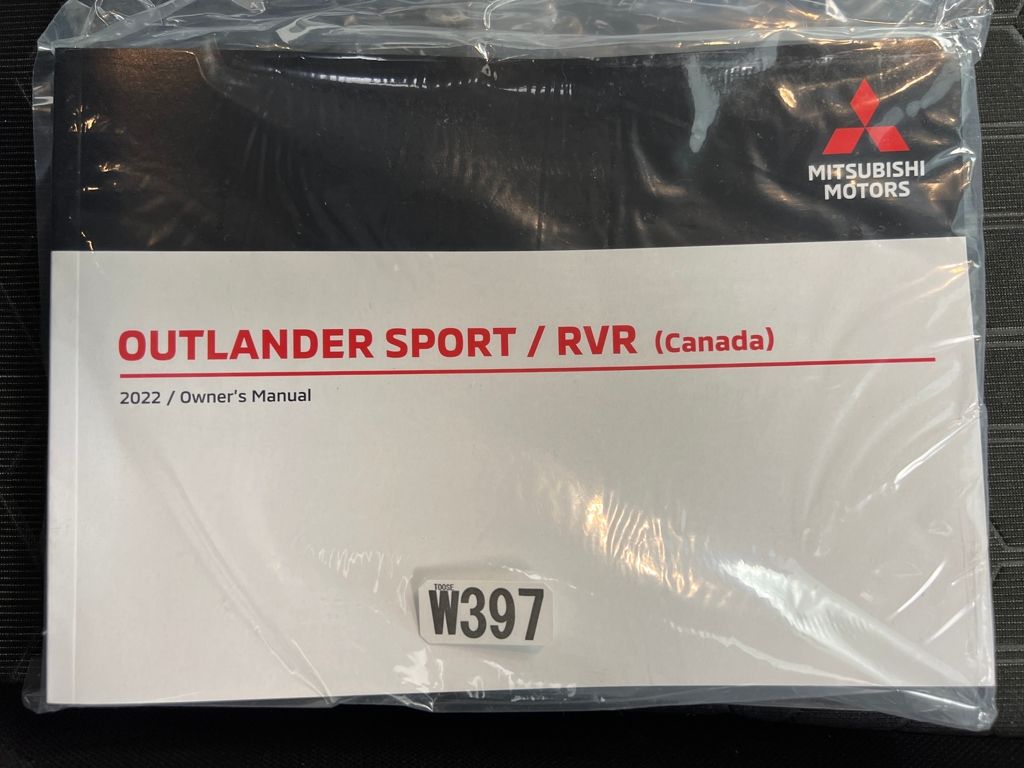 MITSUBISHI
MOTORS
OUTLANDER SPORT / RVR (Canada)
2022 / Owner's Manual
TOOSE
W397